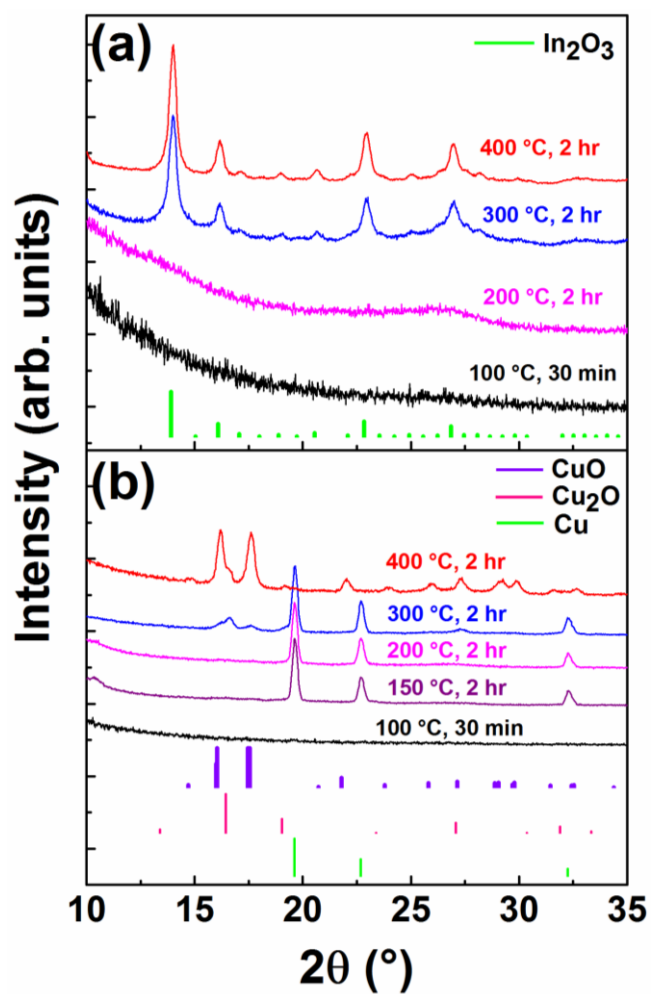 (a)
In₂O₃
400 °C, 2 hr
300 °C, 2 hr
200 °C, 2 hr
100 °C, 30 min
(b)
CuO
Cu₂O
Cu
400 °C, 2 hr
300 °C, 2 hr
200 °C, 2 hr
150 °C, 2 hr
100 °C, 30 min
Intensity (arb. units)
10 15 20 25 30 35
2θ (°)